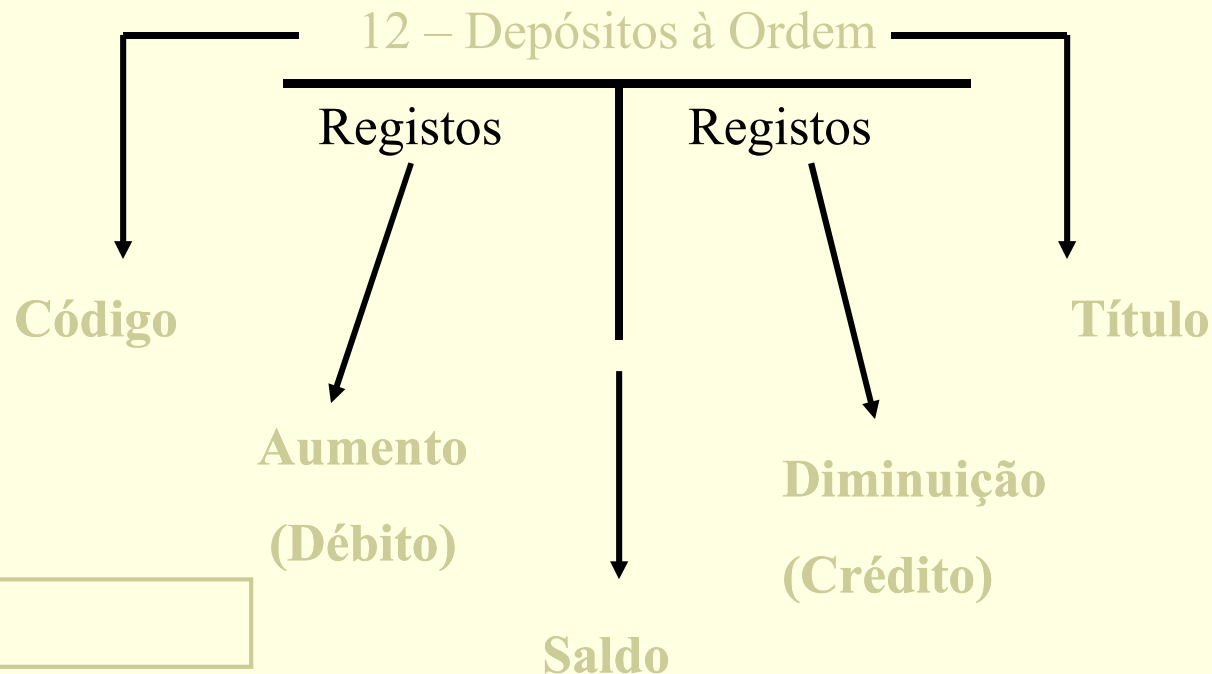 12 – Depósitos à Ordem
Registos
Registos
Código
Título
Aumento
(Débito)
Diminuição
(Crédito)
Saldo